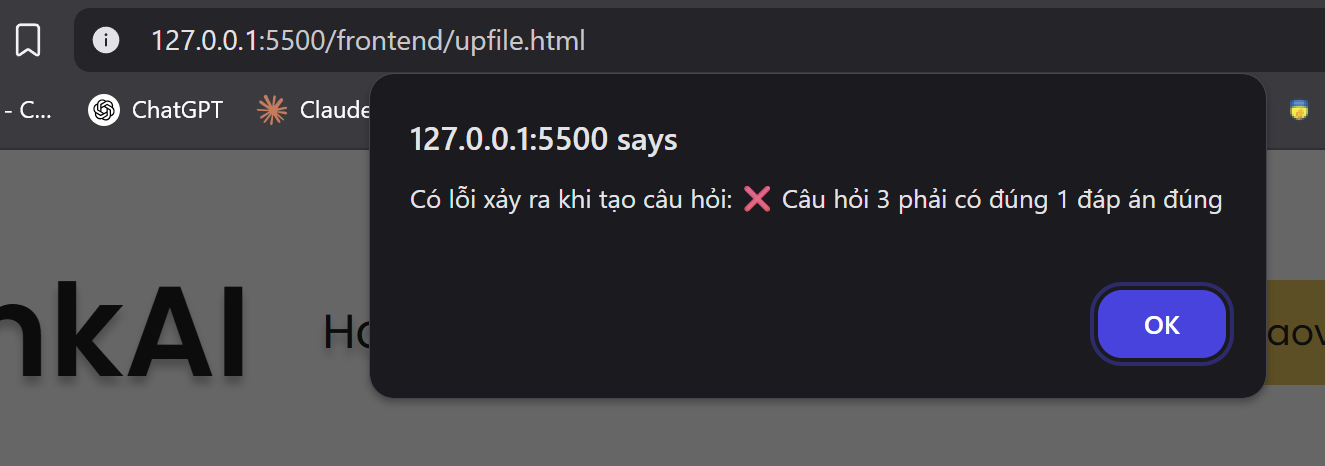 127.0.0.1:5500/frontend/upfile.html
- C... ChatGPT Claude
127.0.0.1:5500 says
Có lỗi xảy ra khi tạo câu hỏi: ❌ Câu hỏi 3 phải có đúng 1 đáp án đúng
nkAI
OK